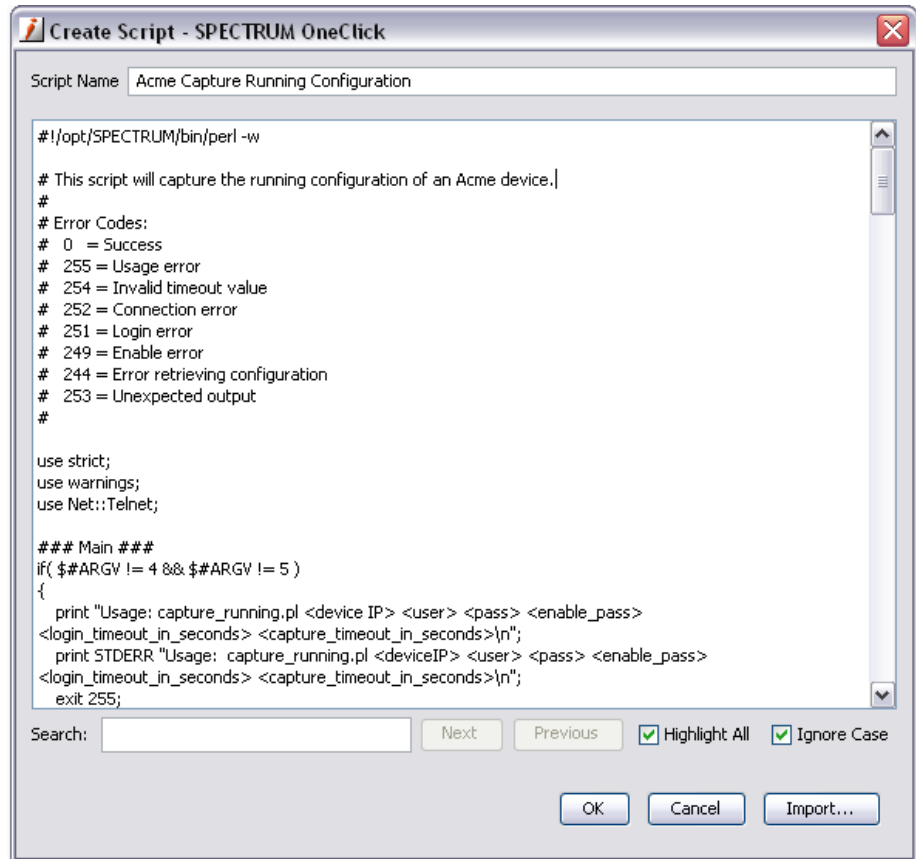 Create Script - SPECTRUM OneClick
Script Name Acme Capture Running Configuration
#!/opt/SPECTRUM/bin/perl -w
# This script will capture the running configuration of an Acme device.
#
# Error Codes:
#   0   = Success
#   255 = Usage error
#   254 = Invalid timeout value
#   252 = Connection error
#   251 = Login error
#   249 = Enable error
#   244 = Error retrieving configuration
#   253 = Unexpected output
#
use strict;
use warnings;
use Net::Telnet;
### Main ###
if( $#ARGV != 4 && $#ARGV != 5 )
{
print "Usage: capture_running.pl <device IP> <user> <pass> <enable_pass>
<login_timeout_in_seconds> <capture_timeout_in_seconds>\n";
print STDERR "Usage:  capture_running.pl <deviceIP> <user> <pass> <enable_pass>
<login_timeout_in_seconds> <capture_timeout_in_seconds>\n";
exit 255;
Search: Next Previous Highlight All Ignore Case
OK Cancel Import...